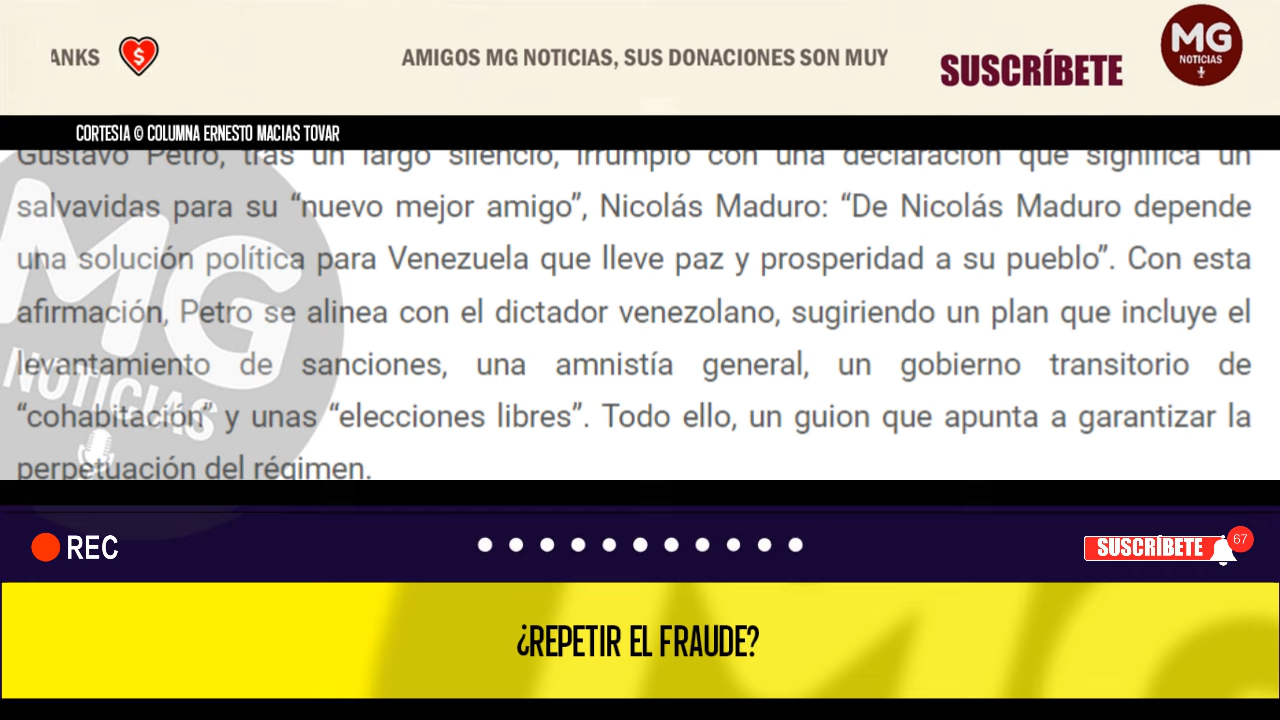 ANKS
AMIGOS MG NOTICIAS, SUS DONACIONES SON MUY
SUSCRÍBETE
MG
NOTICIAS
CORTESIA © COLUMNA ERNESTO MACIAS TOVAR
Gustavo Petro, tras un largo silencio, irrumpió con una declaración que significa un
salvavidas para su “nuevo mejor amigo”, Nicolás Maduro: “De Nicolás Maduro depende
una solución política para Venezuela que lleve paz y prosperidad a su pueblo”. Con esta
afirmación, Petro se alinea con el dictador venezolano, sugiriendo un plan que incluye el
levantamiento de sanciones, una amnistía general, un gobierno transitorio de
“cohabitación” y unas “elecciones libres”. Todo ello, un guion que apunta a garantizar la
perpetuación del régimen.
MG
NOTICIAS
REC
SUSCRÍBETE
67
¿REPETIR EL FRAUDE?